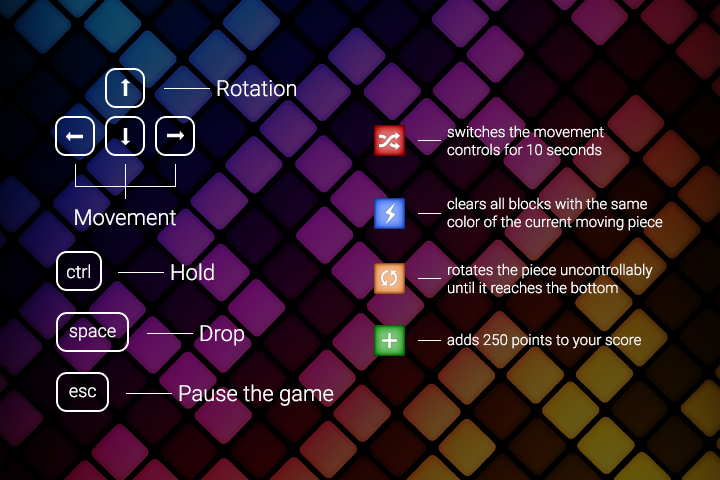 Rotation
Movement
ctrl
Hold
space
Drop
esc
Pause the game
switches the movement
controls for 10 seconds
clears all blocks with the same
color of the current moving piece
rotates the piece uncontrollably
until it reaches the bottom
adds 250 points to your score